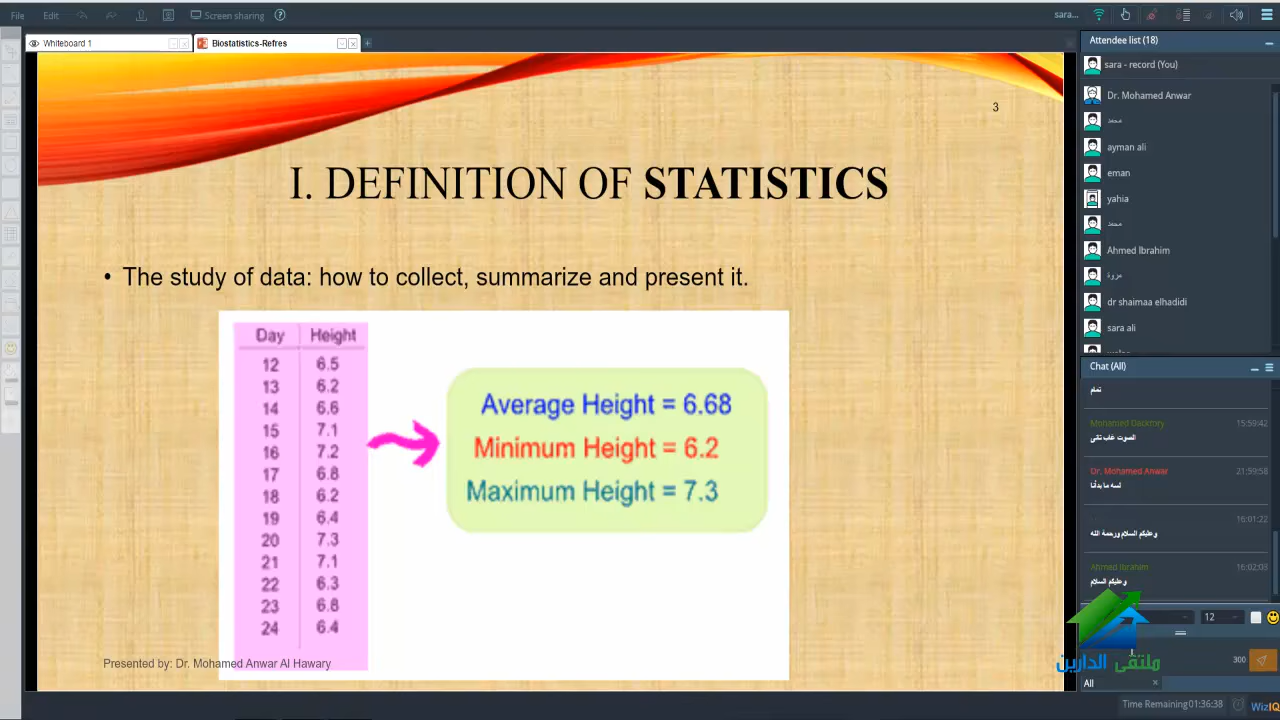 File Edit Screen sharing ? sara...
Whiteboard 1 Biostatistics-Refres
3
I. DEFINITION OF STATISTICS
• The study of data: how to collect, summarize and present it.
Day Height
12 6.5
13 6.2
14 6.6
15 7.1
16 7.2
17 6.8
18 6.2
19 6.4
20 7.3
21 7.1
22 6.3
23 6.8
24 6.4
Average Height = 6.68
Minimum Height = 6.2
Maximum Height = 7.3
Presented by: Dr. Mohamed Anwar Al Hawary
Attendee list (18)
sara - record (You)
Dr. Mohamed Anwar
محمد
ayman ali
eman
yahia
محمد
Ahmed Ibrahim
مروة
dr shaimaa elhadidi
sara ali
Chat (All)
تمام
15:59:42
الصوت غاب تانى
Dr. Mohamed Anwar 21:59:58
لسه ما بدأنا
16:01:22
وعليكم السلام ورحمة الله
Ahmed Ibrahim 16:02:03
وعليكم السلام
12
ملتقى الدارين
300
All
Time Remaining 01:36:38
WizIQ